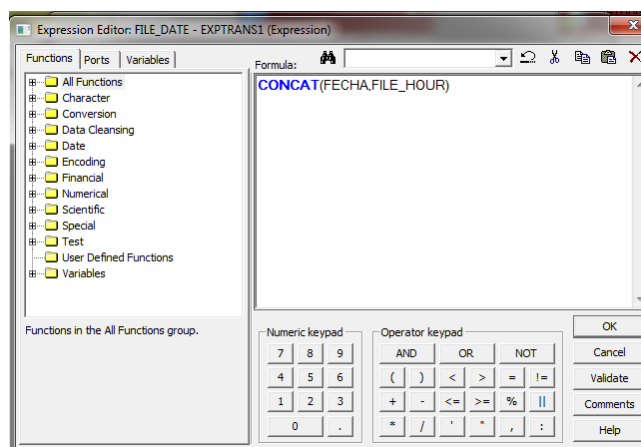 Expression Editor: FILE_DATE - EXPTRANS1 (Expression)
Functions Ports Variables
Formula:
All Functions
Character
Conversion
Data Cleansing
Date
Encoding
Financial
Numerical
Scientific
Special
Test
User Defined Functions
Variables
CONCAT(FECHA,FILE_HOUR)
Functions in the All Functions group.
Numeric keypad
7 8 9
4 5 6
1 2 3
0 .
Operator keypad
AND OR NOT
( ) < > = !=
+ - <= >= % ||
* / ' " , :
OK
Cancel
Validate
Comments
Help